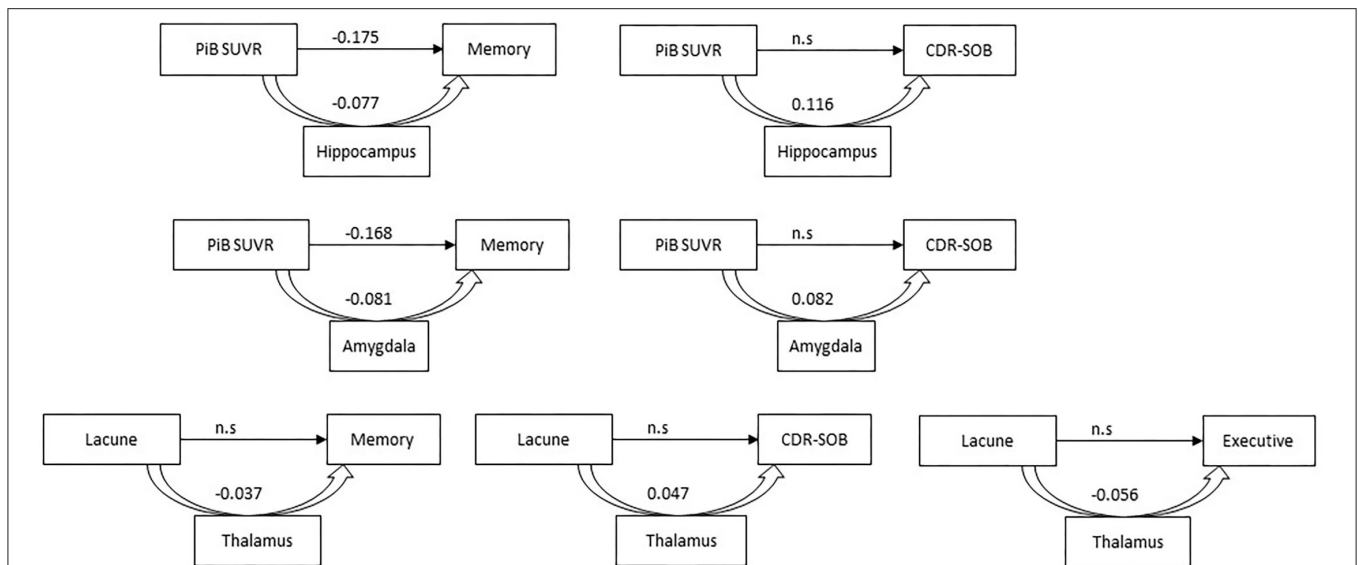 PiB SUVR -0.175 Memory
-0.077
Hippocampus
PiB SUVR n.s CDR-SOB
0.116
Hippocampus
PiB SUVR -0.168 Memory
-0.081
Amygdala
PiB SUVR n.s CDR-SOB
0.082
Amygdala
Lacune n.s Memory
-0.037
Thalamus
Lacune n.s CDR-SOB
0.047
Thalamus
Lacune n.s Executive
-0.056
Thalamus